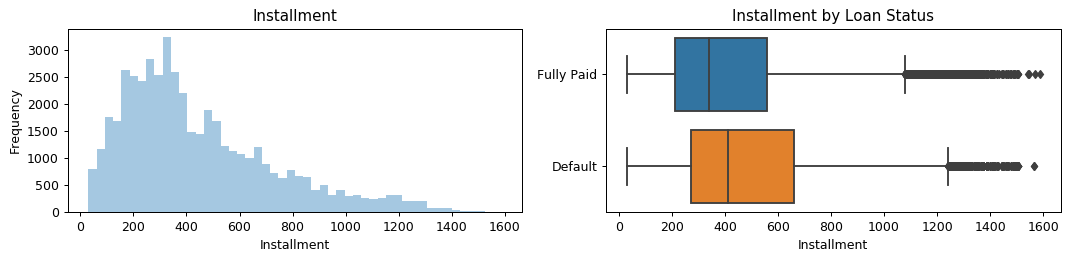 Installment
Frequency
3000
2500
2000
1500
1000
500
0
0 200 400 600 800 1000 1200 1400 1600
Installment
Installment by Loan Status
Fully Paid
Default
0 200 400 600 800 1000 1200 1400 1600
Installment